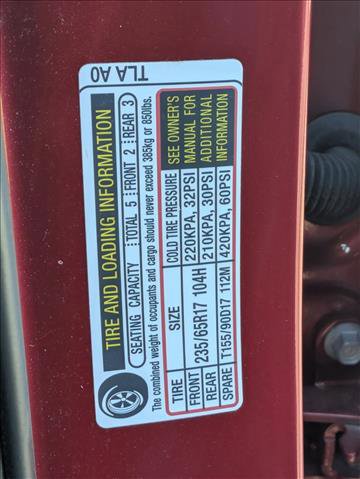 TLA A0
TIRE AND LOADING INFORMATION
SEATING CAPACITY TOTAL 5 FRONT 2 REAR 3
The combined weight of occupants and cargo should never exceed 385kg or 850lbs.
TIRE SIZE COLD TIRE PRESSURE SEE OWNER'S
FRONT 235/65R17 104H 220KPA, 32PSI MANUAL FOR
REAR 210KPA, 30PSI ADDITIONAL
SPARE T155/90D17 112M 420KPA, 60PSI INFORMATION